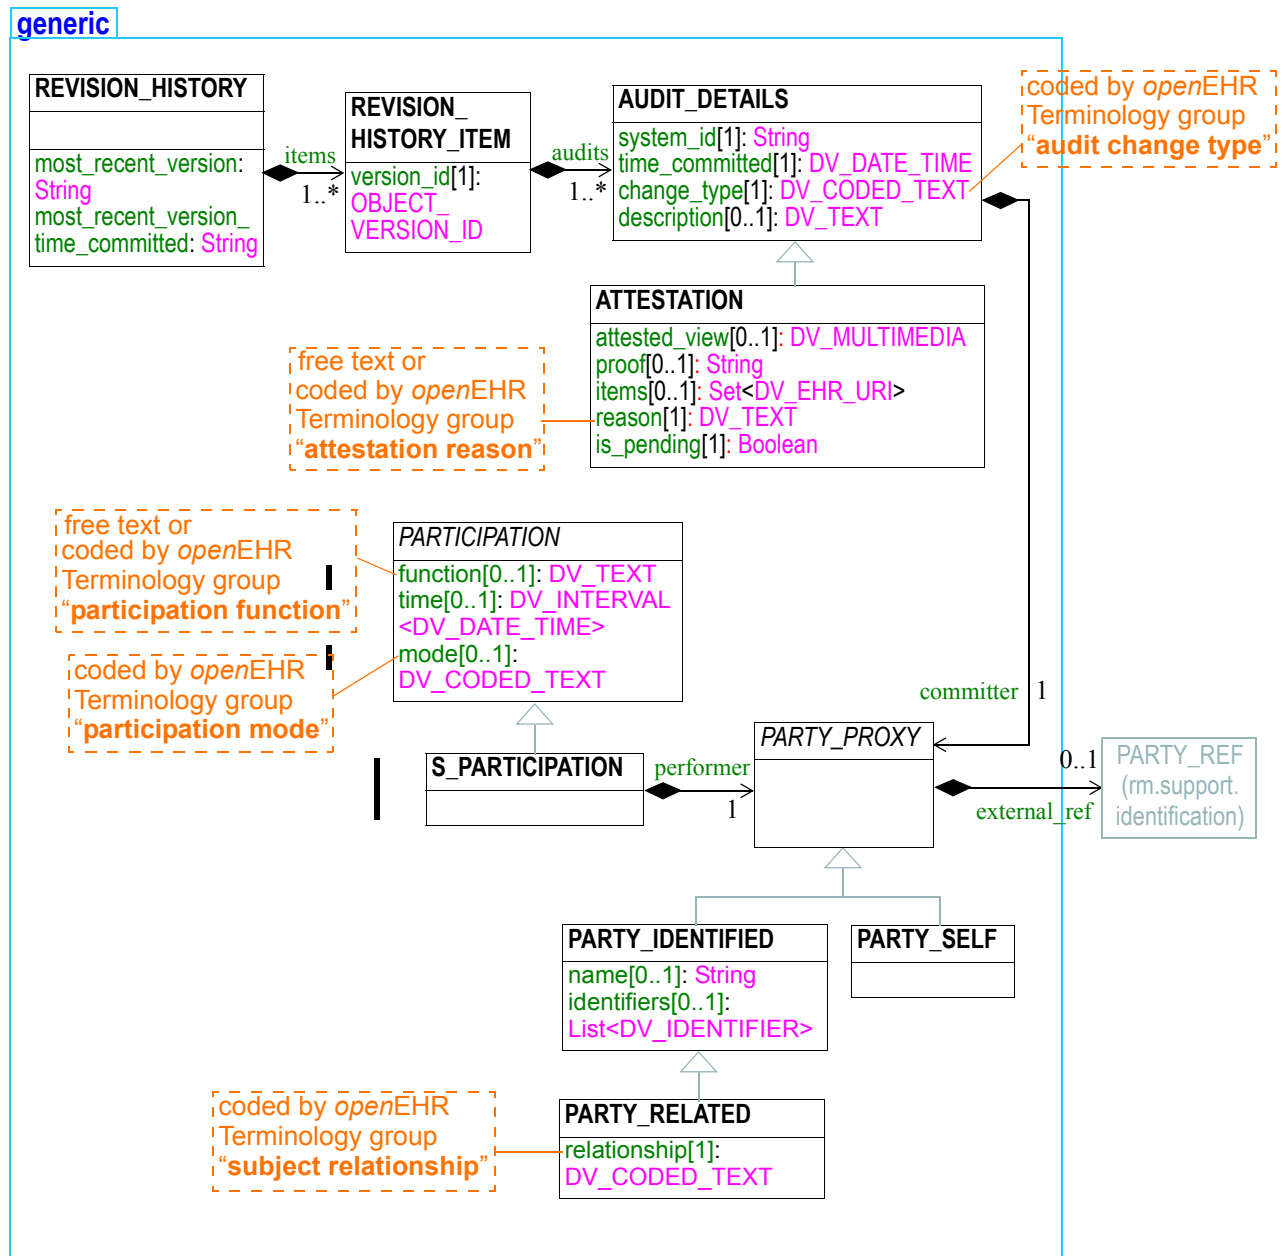 generic
REVISION_HISTORY
most_recent_version:
String
most_recent_version_
time_committed: String
items
1..*
REVISION_
HISTORY_ITEM
version_id[1]:
OBJECT_
VERSION_ID
audits
1..*
AUDIT_DETAILS
system_id[1]: String
time_committed[1]: DV_DATE_TIME
change_type[1]: DV_CODED_TEXT
description[0..1]: DV_TEXT
coded by openEHR
Terminology group
“audit change type”
ATTESTATION
attested_view[0..1]: DV_MULTIMEDIA
proof[0..1]: String
items[0..1]: Set<DV_EHR_URI>
reason[1]: DV_TEXT
is_pending[1]: Boolean
free text or
coded by openEHR
Terminology group
“attestation reason”
free text or
coded by openEHR
Terminology group
“participation function”
coded by openEHR
Terminology group
“participation mode”
PARTICIPATION
function[0..1]: DV_TEXT
time[0..1]: DV_INTERVAL
<DV_DATE_TIME>
mode[0..1]:
DV_CODED_TEXT
committer 1
S_PARTICIPATION
performer
1
PARTY_PROXY
0..1
external_ref
PARTY_REF
(rm.support.
identification)
PARTY_IDENTIFIED
name[0..1]: String
identifiers[0..1]:
List<DV_IDENTIFIER>
PARTY_SELF
coded by openEHR
Terminology group
“subject relationship”
PARTY_RELATED
relationship[1]:
DV_CODED_TEXT